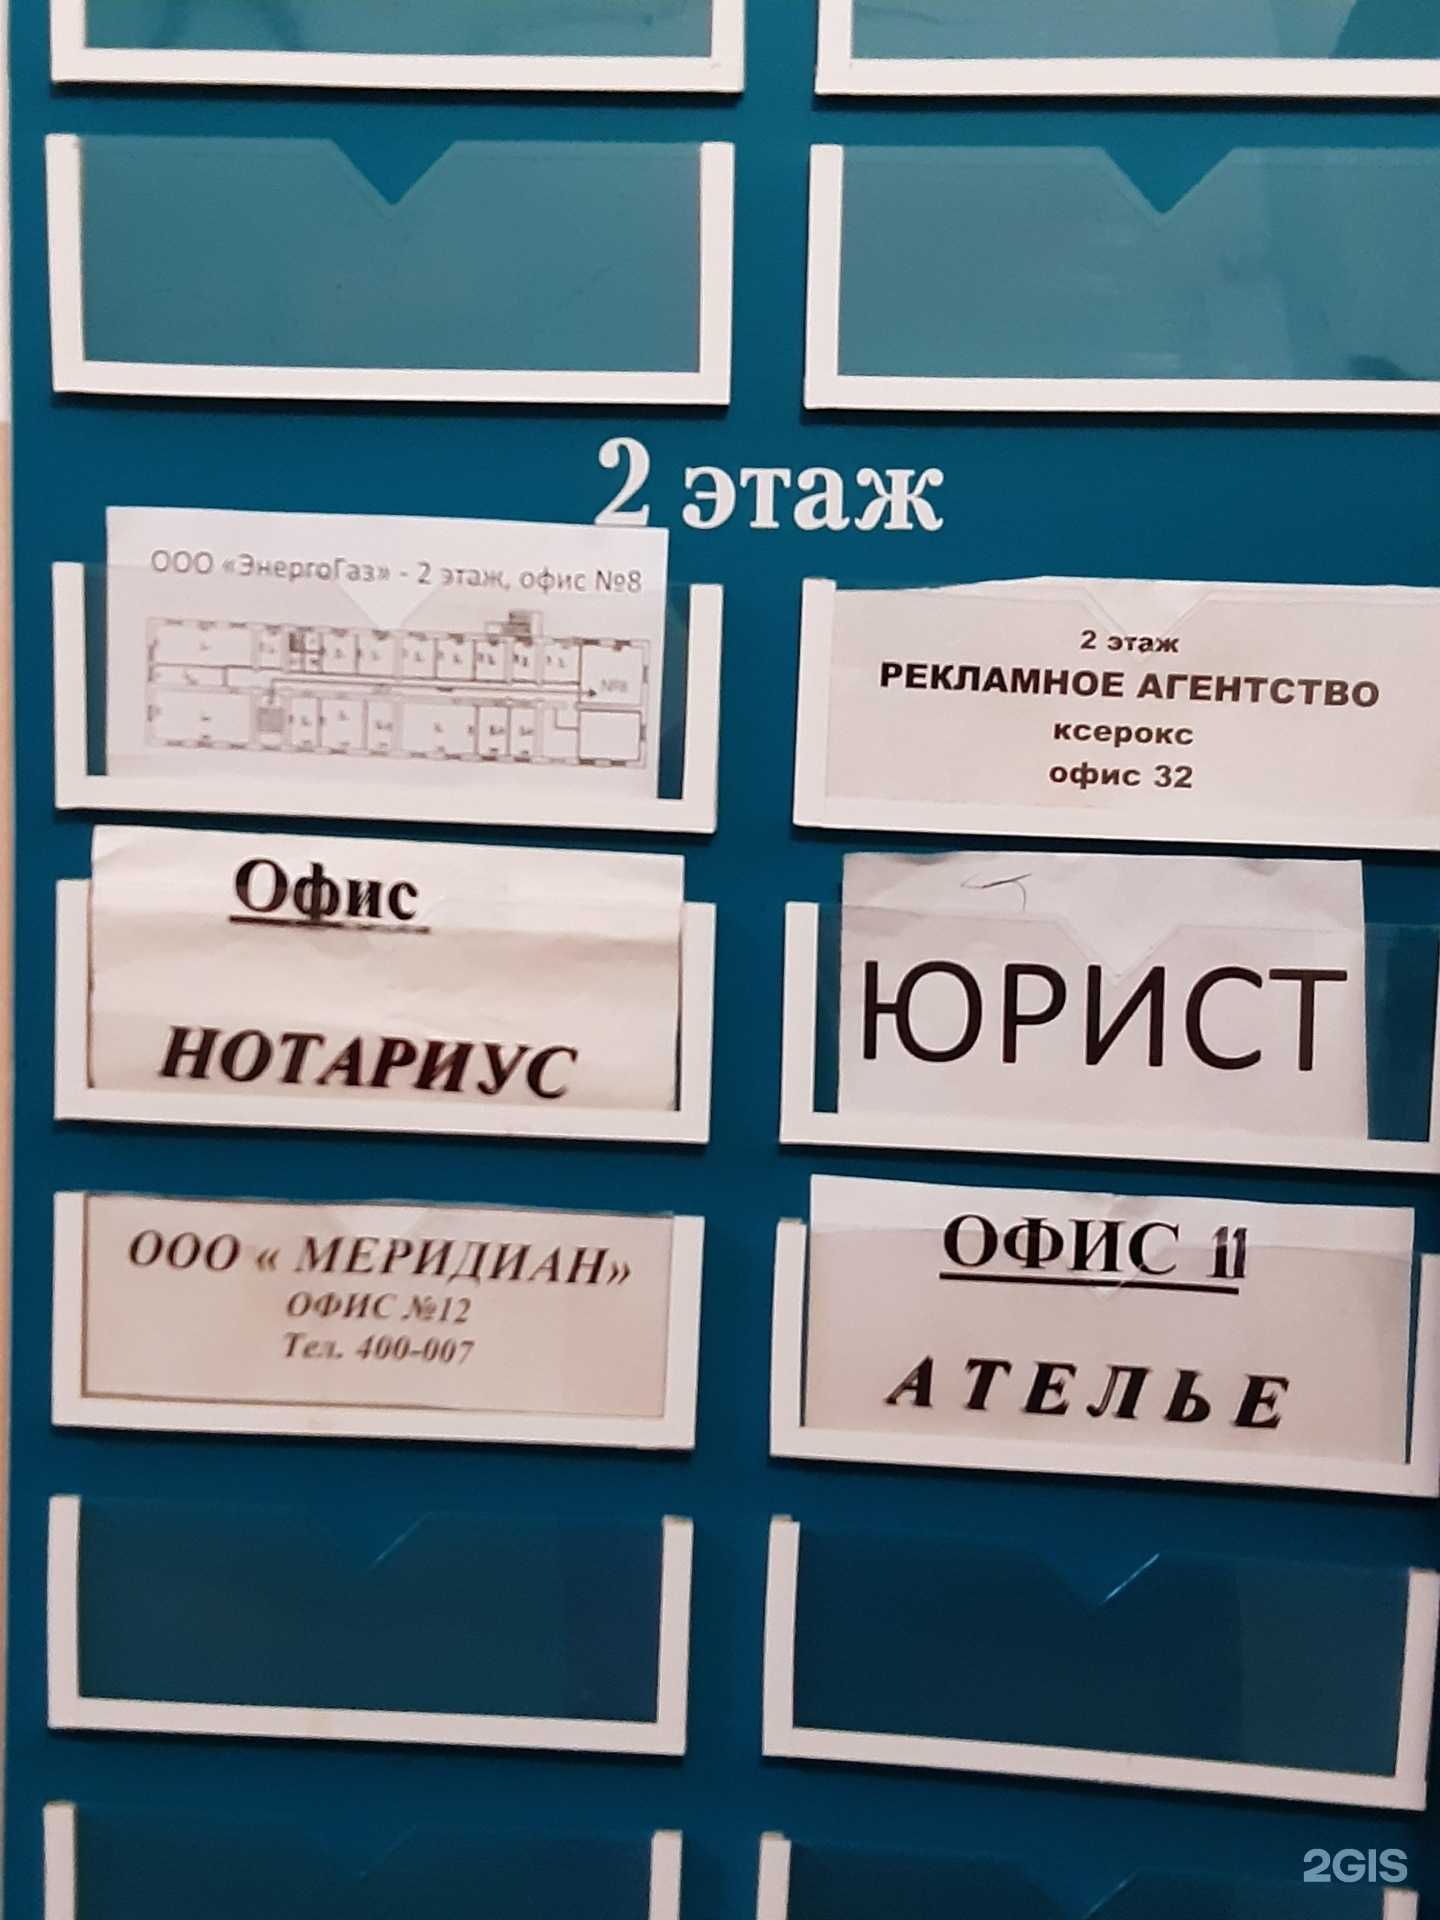 2 этаж
ООО «ЭнергоГаз» - 2 этаж, офис №8
№8
2 этаж
РЕКЛАМНОЕ АГЕНТСТВО
ксерокс
офис 32
Офис
НОТАРИУС
ЮРИСТ
ООО « МЕРИДИАН»
ОФИС №12
Тел. 400-007
ОФИС 11
АТЕЛЬЕ
2GIS